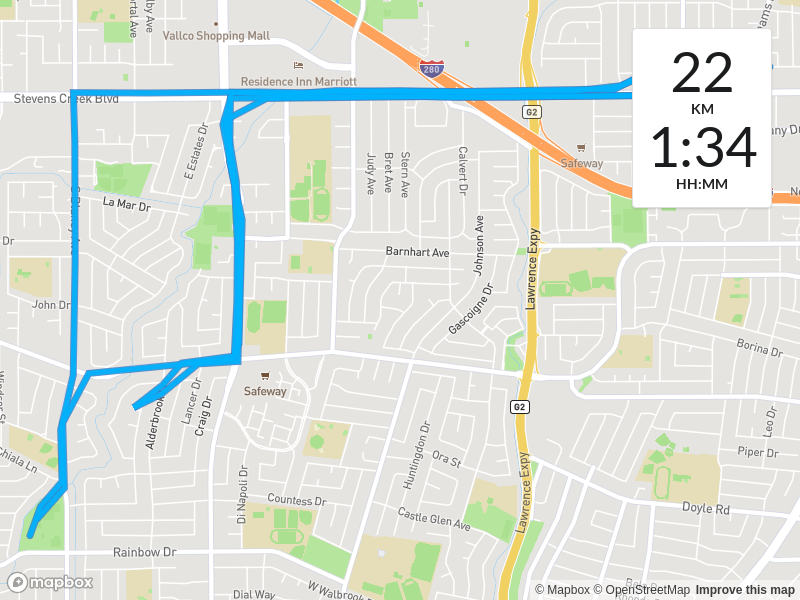 Vallco Shopping Mall
Residence Inn Marriott
280
22
KM
1:34
HH:MM
Stevens Creek Blvd
G2
E Estates Dr
Judy Ave
Bret Ave
Stern Ave
Calvert Dr
Safeway
La Mar Dr
Barnhart Ave
Johnson Ave
Lawrence Expy
Gascoigne Dr
John Dr
Borina Dr
Safeway
Alderbrook
Lancer Dr
Craig Dr
G2
Leo Dr
Chiala Ln
Huntingdon Dr
Ora St
Piper Dr
Di Napoli Dr
Countess Dr
Castle Glen Ave
Lawrence Expy
Doyle Rd
Rainbow Dr
Dial Way
W Walbrook
mapbox
© Mapbox © OpenStreetMap Improve this map